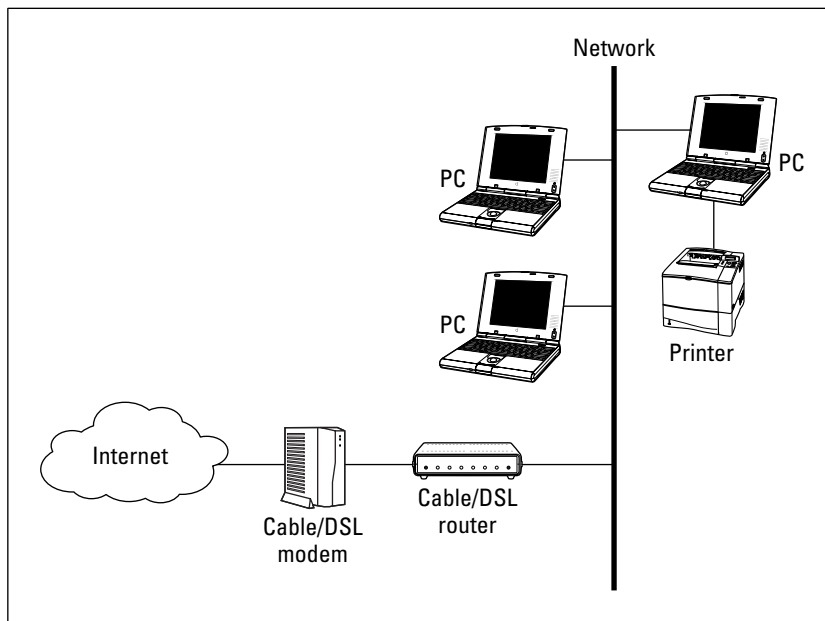 Network
PC
PC
PC
Printer
Internet
Cable/DSL
modem
Cable/DSL
router